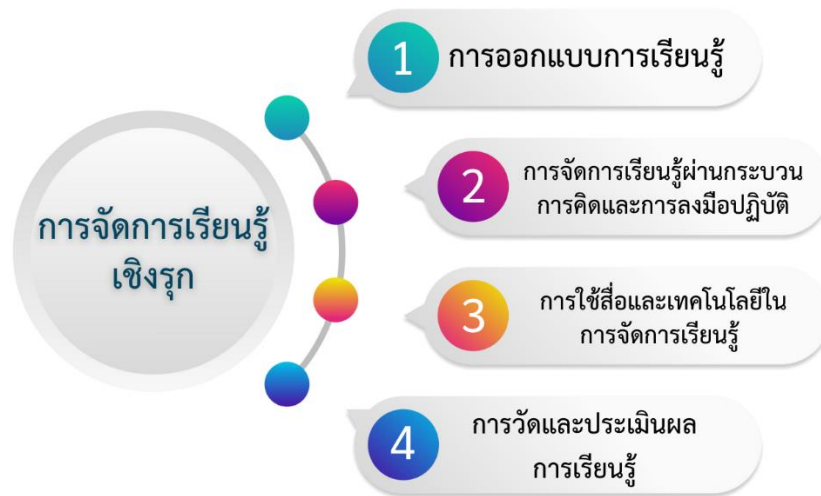 การจัดการเรียนรู้
เชิงรุก
1 การออกแบบการเรียนรู้
2 การจัดการเรียนรู้ผ่านกระบวน
การคิดและการลงมือปฏิบัติ
3 การใช้สื่อและเทคโนโลยีใน
การจัดการเรียนรู้
4 การวัดและประเมินผล
การเรียนรู้